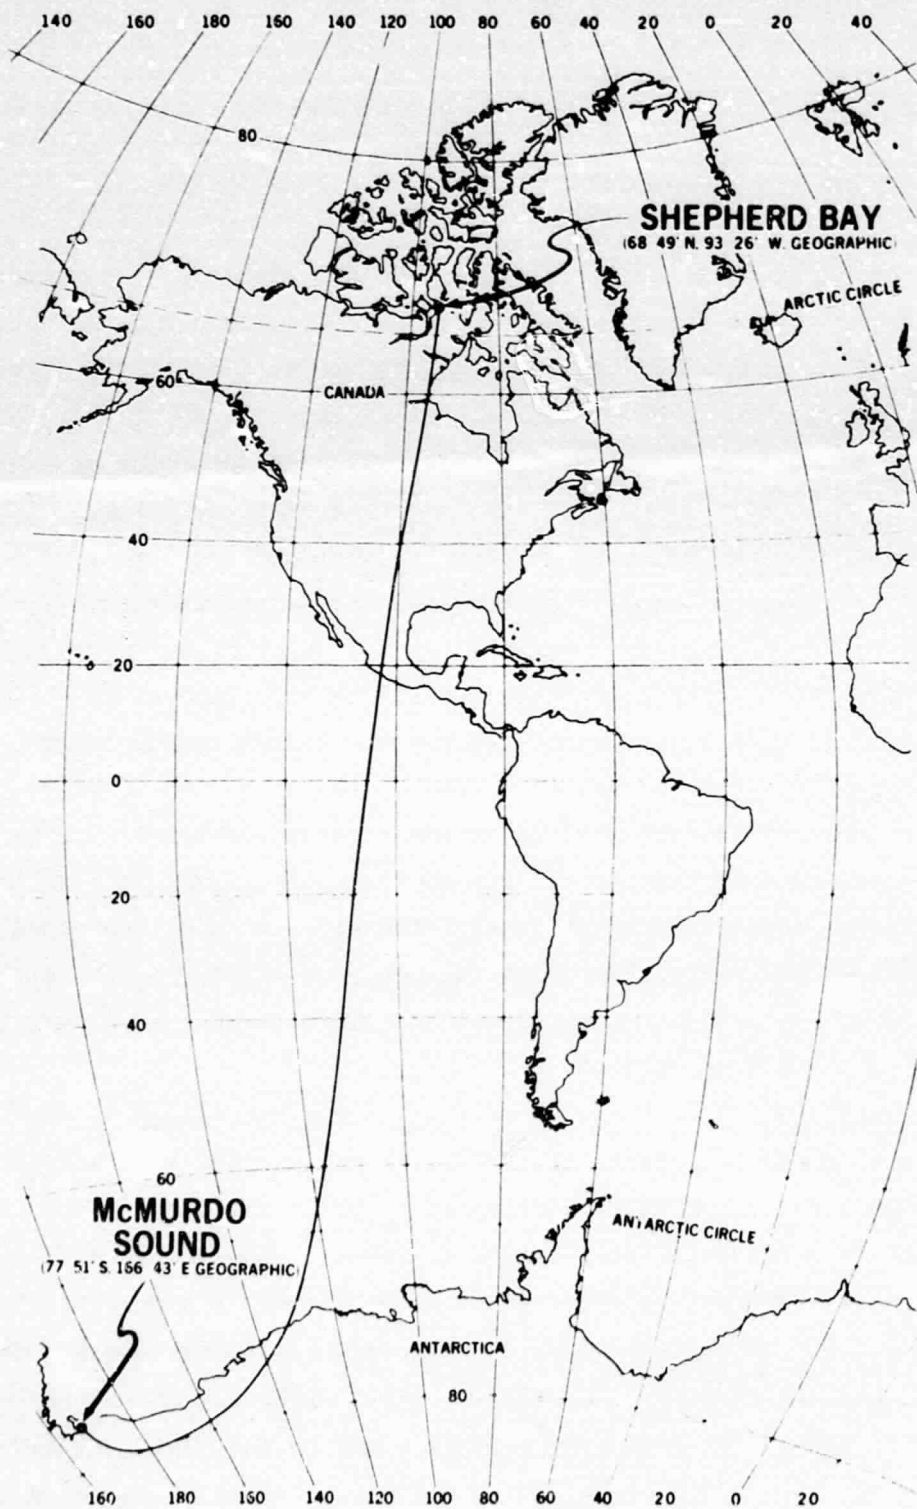 140 160 180 160 140 120 100 80 60 40 20 0 20 40
80
SHEPHERD BAY
(68 49' N. 93 26' W. GEOGRAPHIC)
ARCTIC CIRCLE
60
CANADA
40
20
0
20
40
60
McMURDO
SOUND
(77 51' S. 166 43' E GEOGRAPHIC)
ANTARCTIC CIRCLE
ANTARCTICA
80
160 180 160 140 120 100 80 60 40 20 0 20